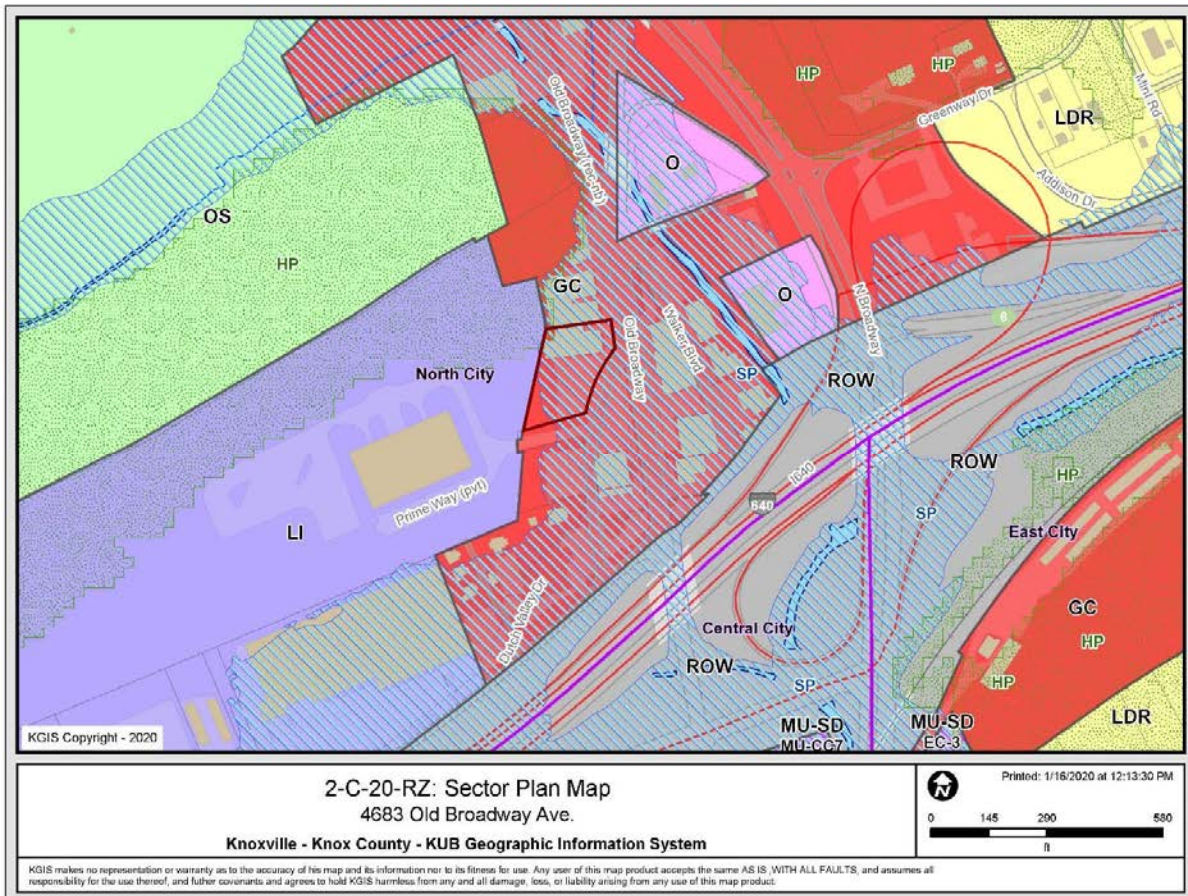 HP
HP
Greenway Dr
Mint Rd
LDR
Addison Dr
Old Broadway (rec-nb)
O
OS
HP
GC
O
Walker Blvd
Old Broadway
N Broadway
6
North City
SP
ROW
ROW
I640
640
HP
Prime Way (pvt)
SP
LI
East City
Dutch Valley Dr
Central City
GC
HP
ROW
SP
HP
MU-SD
MU-CC7
MU-SD
EC-3
LDR
KGIS Copyright - 2020
2-C-20-RZ: Sector Plan Map
4683 Old Broadway Ave.
Knoxville - Knox County - KUB Geographic Information System
N
Printed: 1/16/2020 at 12:13:30 PM
0 145 290 580
ft
KGIS makes no representation or warranty as to the accuracy of his map and its information nor to its fitness for use. Any user of this map product accepts the same AS IS ,WITH ALL FAULTS, and assumes all
responsibility for the use thereof, and futher covenants and agrees to hold KGIS harmless from any and all damage, loss, or liability arising from any use of this map product.